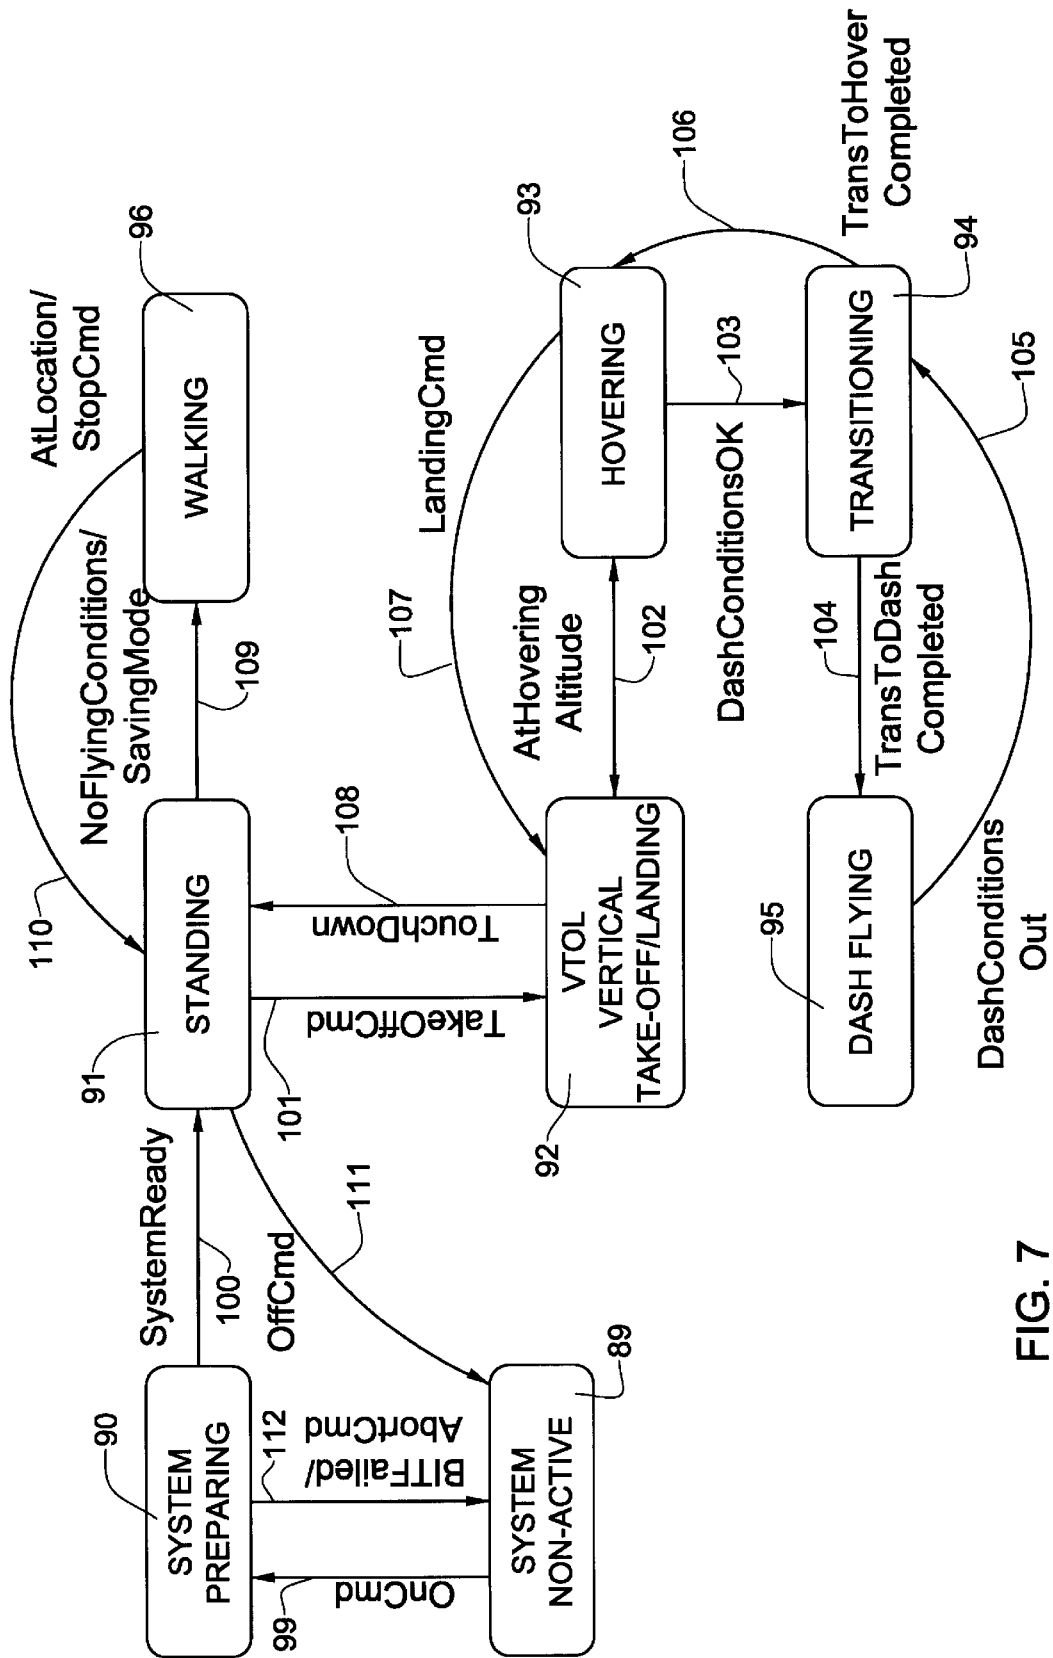 110
AtLocation/
StopCmd
96
90
SYSTEM
PREPARING
SystemReady
100
91
STANDING
NoFlyingConditions/
SavingMode
109
WALKING
99
OnCmd
112
BITFailed/
AbortCmd
OffCmd
111
101
TakeOffCmd
108
TouchDown
107
LandingCmd
SYSTEM
NON-ACTIVE
89
92
VTOL
VERTICAL
TAKE-OFF/LANDING
AtHovering
Altitude
102
HOVERING
93
106
DashConditionsOK
103
95
DASH FLYING
104
TransToDash
Completed
TRANSITIONING
94
TransToHover
Completed
DashConditions
Out
105
FIG. 7